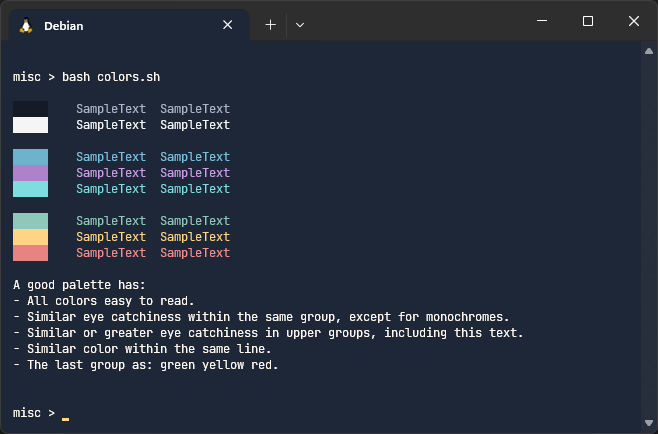 Debian
misc > bash colors.sh
SampleText SampleText
SampleText SampleText
SampleText SampleText
SampleText SampleText
SampleText SampleText
SampleText SampleText
SampleText SampleText
SampleText SampleText
A good palette has:
- All colors easy to read.
- Similar eye catchiness within the same group, except for monochromes.
- Similar or greater eye catchiness in upper groups, including this text.
- Similar color within the same line.
- The last group as: green yellow red.
misc > _